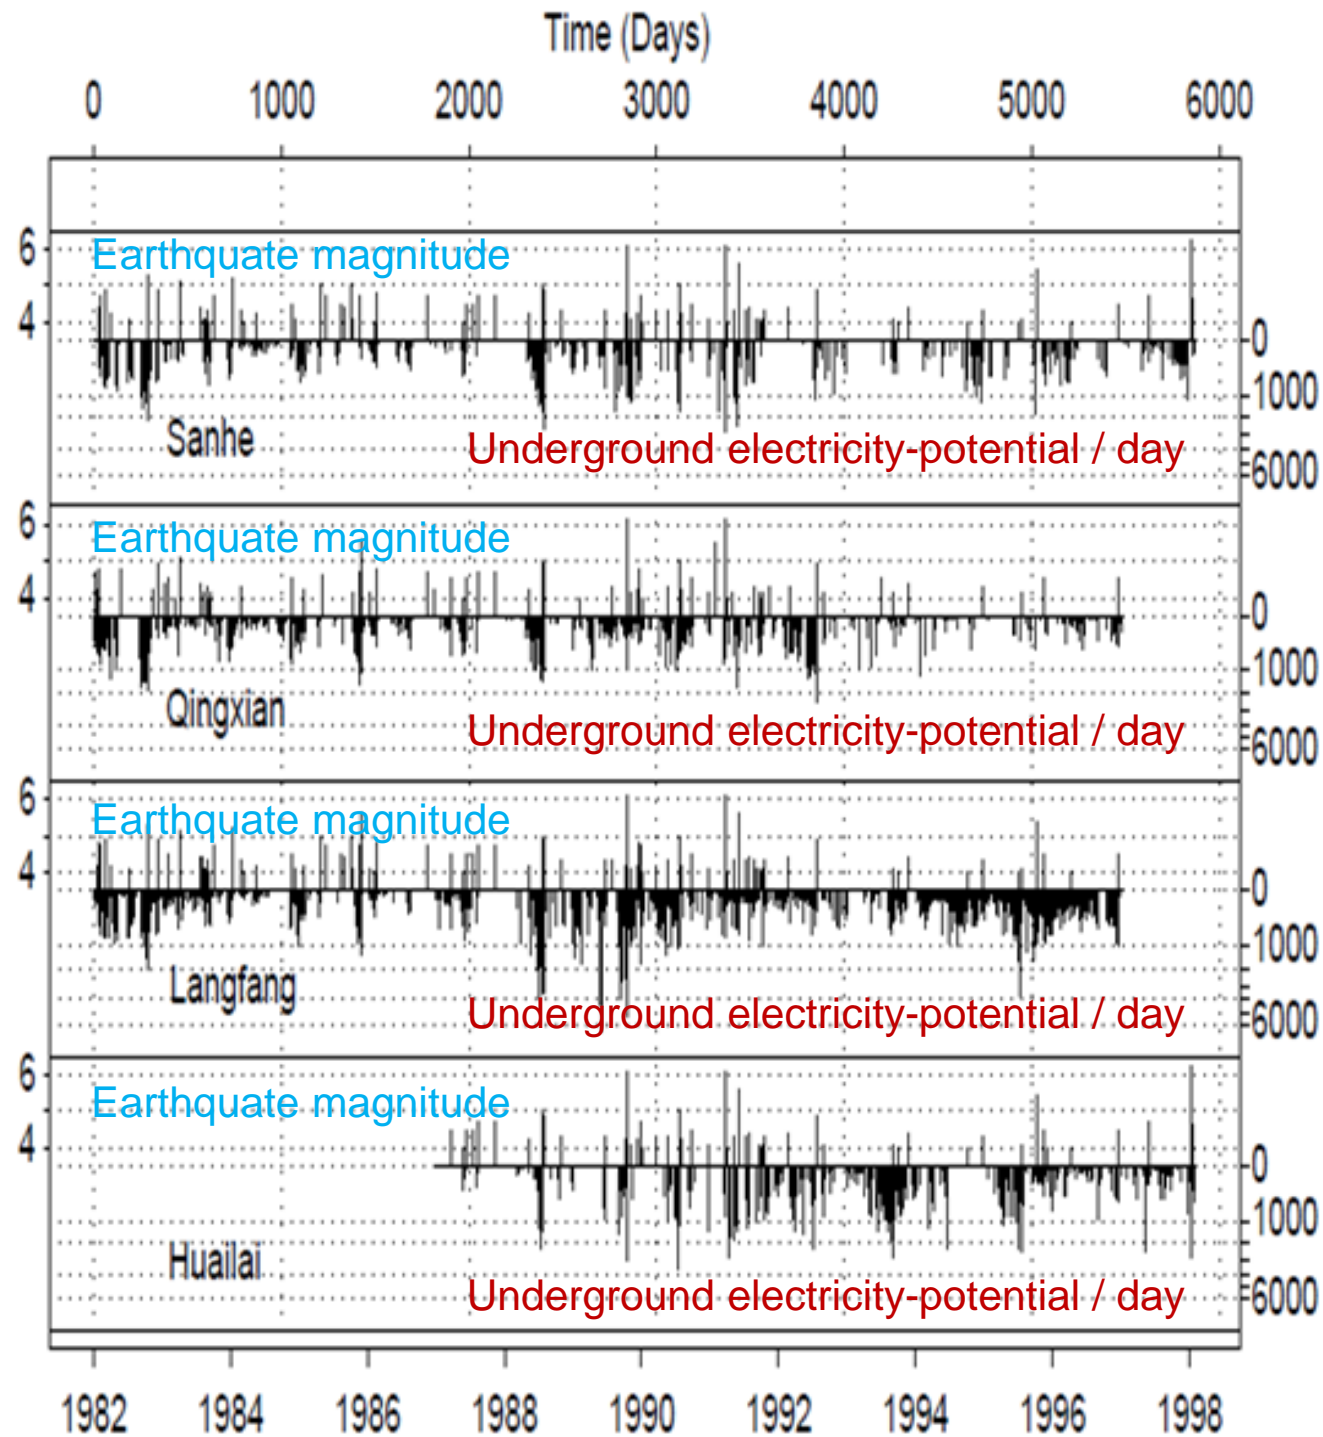 Time (Days)
0 1000 2000 3000 4000 5000 6000
6
Earthquate magnitude
4
0
1000
Sanhe
Underground electricity-potential / day
6000
6
Earthquate magnitude
4
0
1000
Qingxian
Underground electricity-potential / day
6000
6
Earthquate magnitude
4
0
1000
Langfang
Underground electricity-potential / day
6000
6
Earthquate magnitude
4
0
1000
Huailai
Underground electricity-potential / day
6000
1982 1984 1986 1988 1990 1992 1994 1996 1998